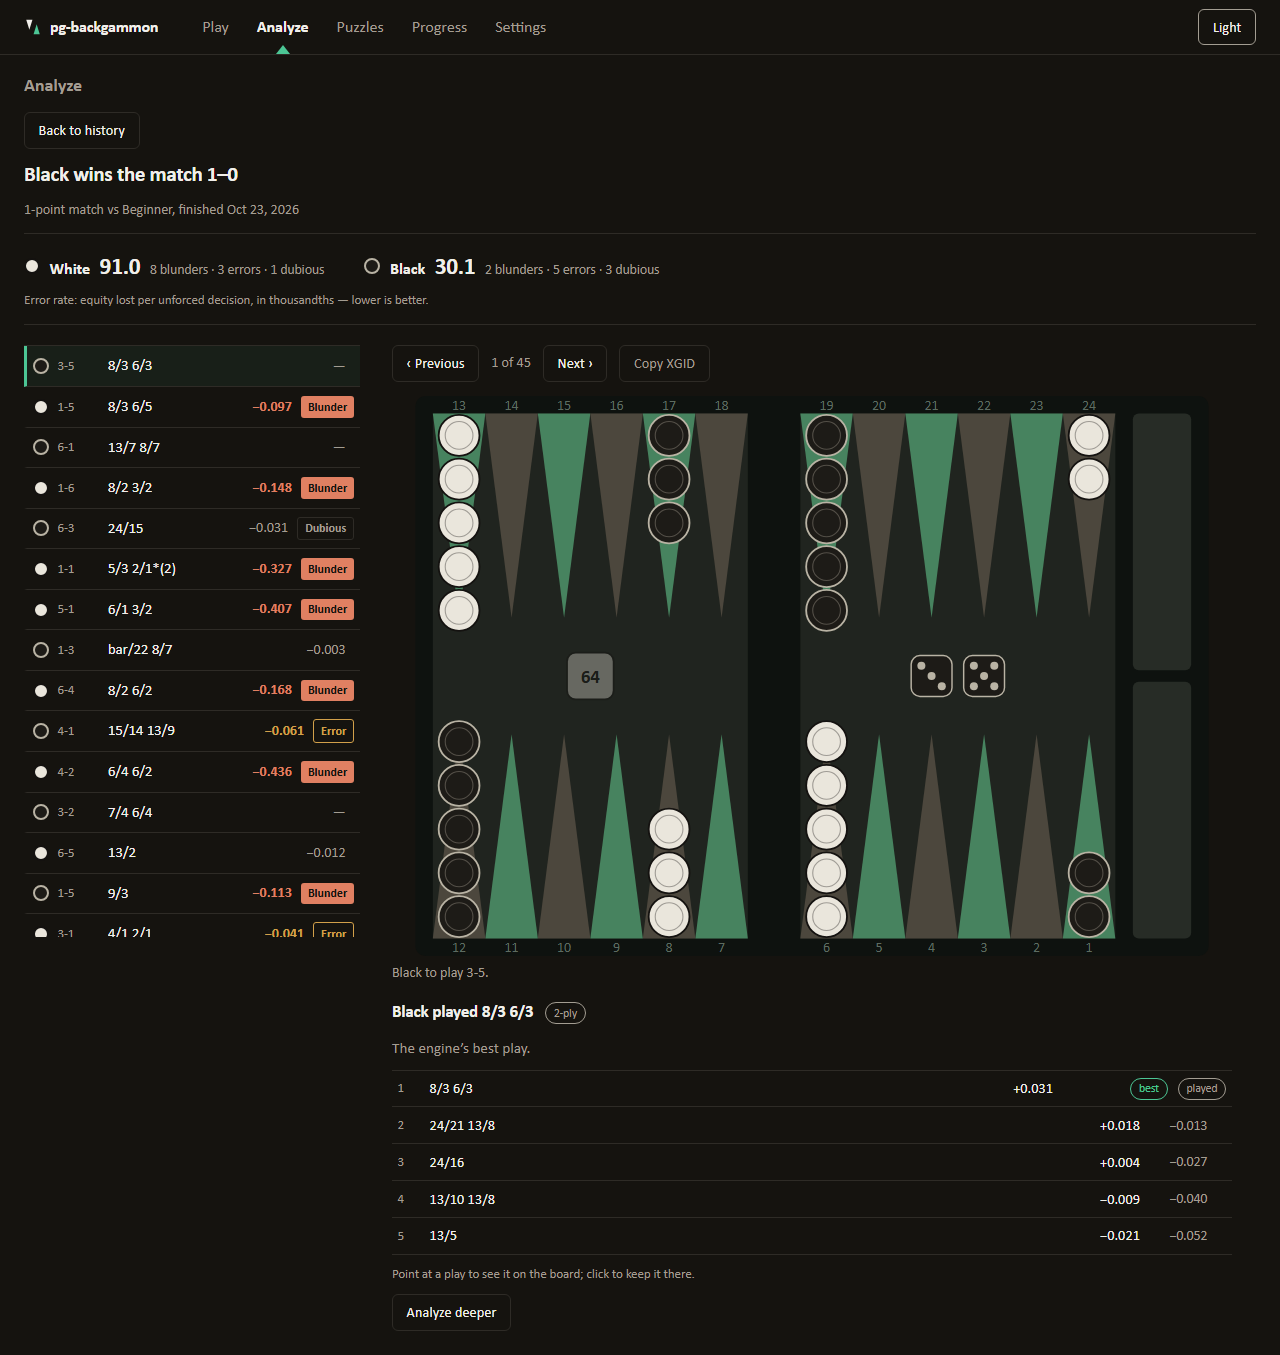 pg-backgammon Play Analyze Puzzles Progress Settings Light
Analyze
Back to history
Black wins the match 1–0
1-point match vs Beginner, finished Oct 23, 2026
White 91.0 8 blunders · 3 errors · 1 dubious Black 30.1 2 blunders · 5 errors · 3 dubious
Error rate: equity lost per unforced decision, in thousandths — lower is better.
3-5 8/3 6/3 —
1-5 8/3 6/5 −0.097 Blunder
6-1 13/7 8/7 —
1-6 8/2 3/2 −0.148 Blunder
6-3 24/15 −0.031 Dubious
1-1 5/3 2/1*(2) −0.327 Blunder
5-1 6/1 3/2 −0.407 Blunder
1-3 bar/22 8/7 −0.003
6-4 8/2 6/2 −0.168 Blunder
4-1 15/14 13/9 −0.061 Error
4-2 6/4 6/2 −0.436 Blunder
3-2 7/4 6/4 —
6-5 13/2 −0.012
1-5 9/3 −0.113 Blunder
3-1 4/1 2/1 −0.041 Error
‹ Previous 1 of 45 Next › Copy XGID
13 14 15 16 17 18 19 20 21 22 23 24
64
12 11 10 9 8 7 6 5 4 3 2 1
Black to play 3-5.
Black played 8/3 6/3 2-ply
The engine’s best play.
1 8/3 6/3 +0.031 best played
2 24/21 13/8 +0.018 −0.013
3 24/16 +0.004 −0.027
4 13/10 13/8 −0.009 −0.040
5 13/5 −0.021 −0.052
Point at a play to see it on the board; click to keep it there.
Analyze deeper